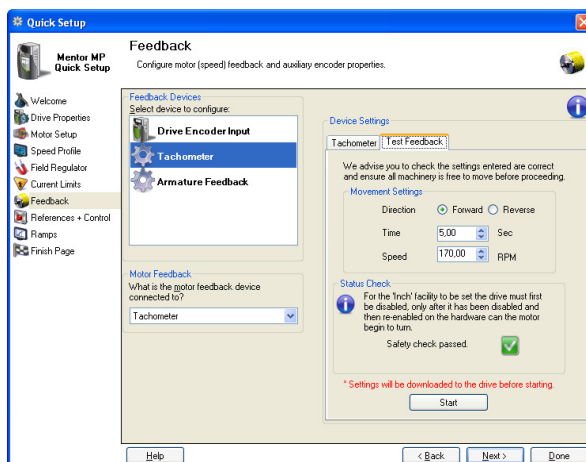 Quick Setup
Mentor MP
Quick Setup
Feedback
Configure motor (speed) feedback and auxiliary encoder properties.
Welcome
Drive Properties
Motor Setup
Speed Profile
Field Regulator
Current Limits
Feedback
References + Control
Ramps
Finish Page
Feedback Devices
Select device to configure:
Drive Encoder Input
Tachometer
Armature Feedback
Motor Feedback
What is the motor feedback device
connected to?
Tachometer
Device Settings
Tachometer Test Feedback
We advise you to check the settings entered are correct
and ensure all machinery is free to move before proceeding.
Movement Settings
Direction Forward Reverse
Time 5,00 Sec
Speed 170,00 RPM
Status Check
For the 'Inch' facility to be set the drive must first
be disabled, only after it has been disabled and
then re-enabled on the hardware can the motor
begin to turn.
Safety check passed.
* Settings will be downloaded to the drive before starting.
Start
Help < Back Next > Done